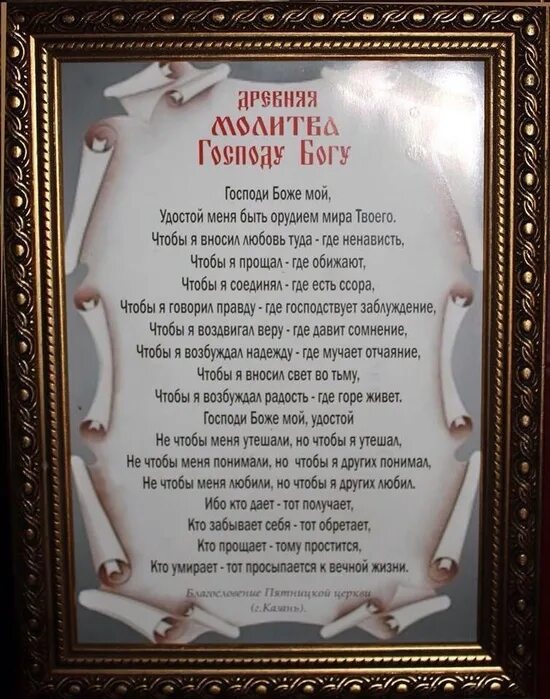 ДРЕВНЯЯ
МОЛИТВА
ГОСПОДУ БОГУ
Господи Боже мой,
Удостой меня быть орудием мира Твоего.
Чтобы я вносил любовь туда - где ненависть,
Чтобы я прощал - где обижают,
Чтобы я соединял - где есть ссора,
Чтобы я говорил правду - где господствует заблуждение,
Чтобы я воздвигал веру - где давит сомнение,
Чтобы я возбуждал надежду - где мучает отчаяние,
Чтобы я вносил свет во тьму,
Чтобы я возбуждал радость - где горе живет.
Господи Боже мой, удостой
Не чтобы меня утешали, но чтобы я утешал,
Не чтобы меня понимали, но чтобы я других понимал,
Не чтобы меня любили, но чтобы я других любил.
Ибо кто дает - тот получает,
Кто забывает себя - тот обретает,
Кто прощает - тому простится,
Кто умирает - тот просыпается к вечной жизни.
Благословение Пятницкой церкви
(г.Казань).